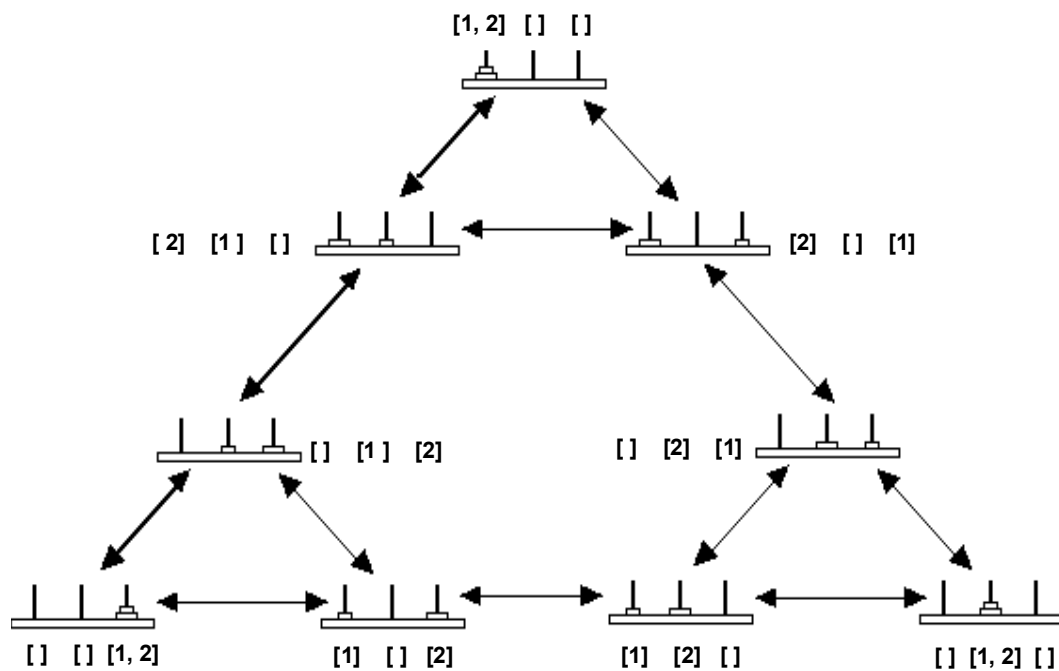 [1, 2] [ ] [ ]
[ 2] [1 ] [ ]
[2] [ ] [1]
[ ] [1 ] [2]
[ ] [2] [1]
[ ] [ ] [1, 2]
[1] [ ] [2]
[1] [2] [ ]
[ ] [1, 2] [ ]